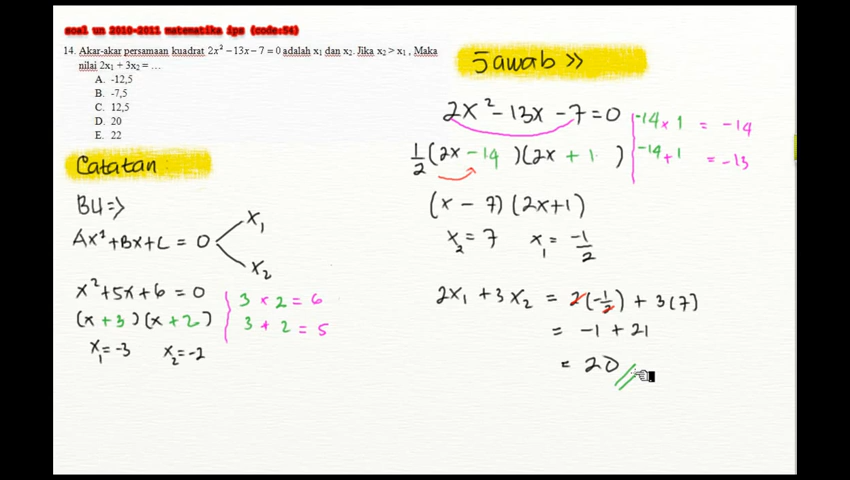 soal un 2010-2011 matematika ips (code:54)
14. Akar-akar persamaan kuadrat 2x² – 13x – 7 = 0 adalah x₁ dan x₂. Jika x₂ > x₁ , Maka
nilai 2x₁ + 3x₂ = …
A. -12,5
B. -7,5
C. 12,5
D. 20
E. 22
Catatan
BU=>
Ax²+Bx+C = 0
x₁
x₂
x²+5x+6 = 0
(x+3)(x+2)
x₁=-3 x₂=-2
3 x 2 = 6
3 + 2 = 5
Jawab >>
2x²-13x-7=0
½(2x-14)(2x+1)
-14x1 = -14
-14+1 = -13
(x-7)(2x+1)
x₂=7 x₁=-1/2
2x₁+3x₂ = 2(-½)+3(7)
= -1+21
= 20